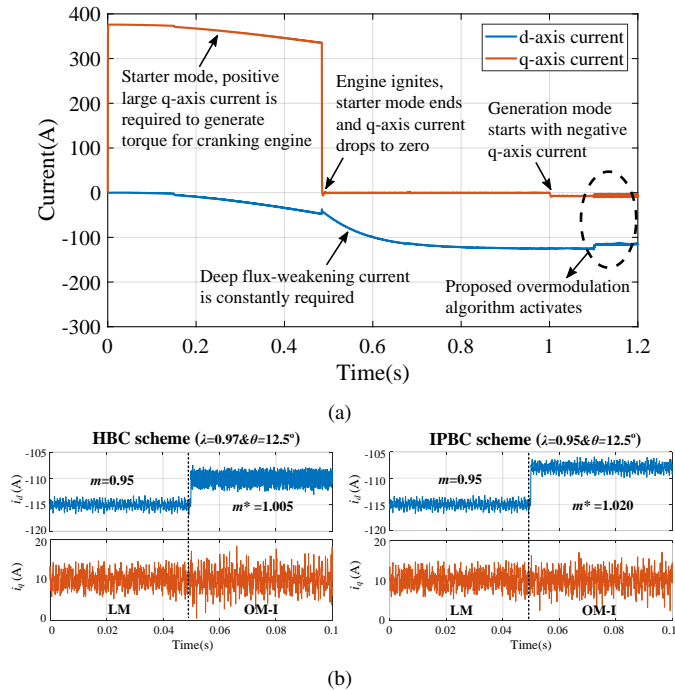 400
300
200
100
0
-100
-200
-300
Current(A)
0
0.2
0.4
0.6
0.8
1
1.2
Time(s)
d-axis current
q-axis current
Starter mode, positive
large q-axis current is
required to generate
torque for cranking engine
Engine ignites,
starter mode ends
and q-axis current
drops to zero
Generation mode
starts with negative
q-axis current
Deep flux-weakening current
is constantly required
Proposed overmodulation
algorithm activates
(a)
HBC scheme (λ=0.97&θ=12.5°)
-105
-110
-115
-120
i_d (A)
m=0.95
m* =1.005
20
10
0
i_q (A)
LM
OM-I
0
0.02
0.04
0.06
0.08
0.1
Time(s)
IPBC scheme (λ=0.95&θ=12.5°)
-105
-110
-115
-120
i_d (A)
m=0.95
m* =1.020
20
10
0
i_q (A)
LM
OM-I
0
0.02
0.04
0.06
0.08
0.1
Time(s)
(b)